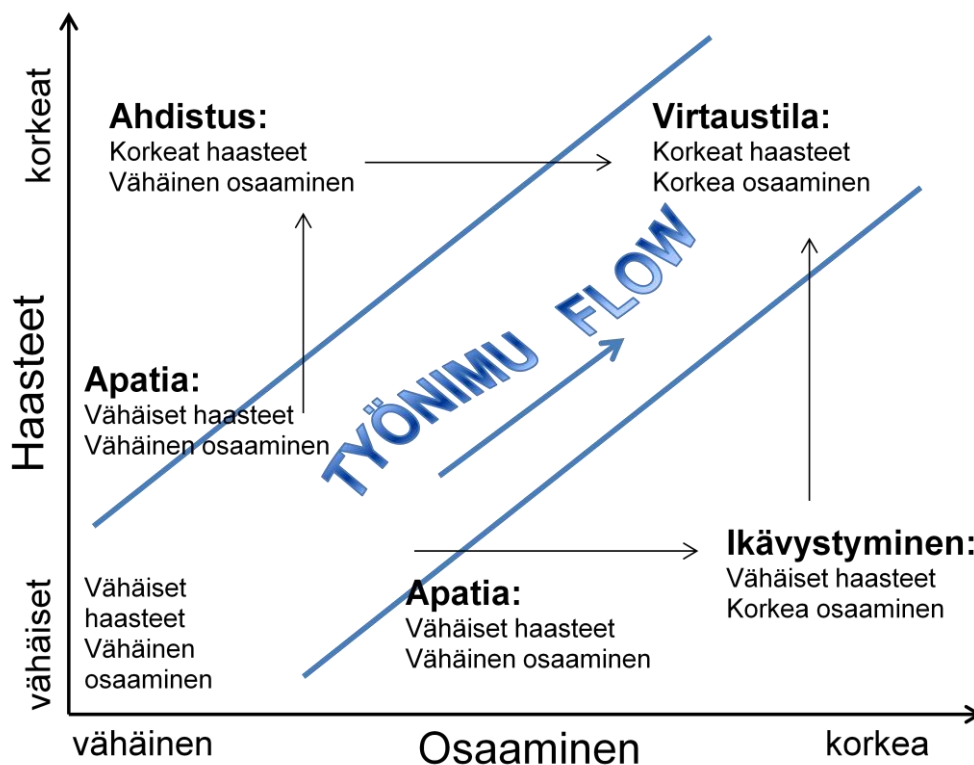 korkeat
Haasteet
vähäiset
Ahdistus:
Korkeat haasteet
Vähäinen osaaminen
Virtaustila:
Korkeat haasteet
Korkea osaaminen
TYÖNIMU FLOW
Apatia:
Vähäiset haasteet
Vähäinen osaaminen
Ikävystyminen:
Vähäiset haasteet
Korkea osaaminen
Vähäiset
haasteet
Vähäinen
osaaminen
Apatia:
Vähäiset haasteet
Vähäinen osaaminen
vähäinen
Osaaminen
korkea